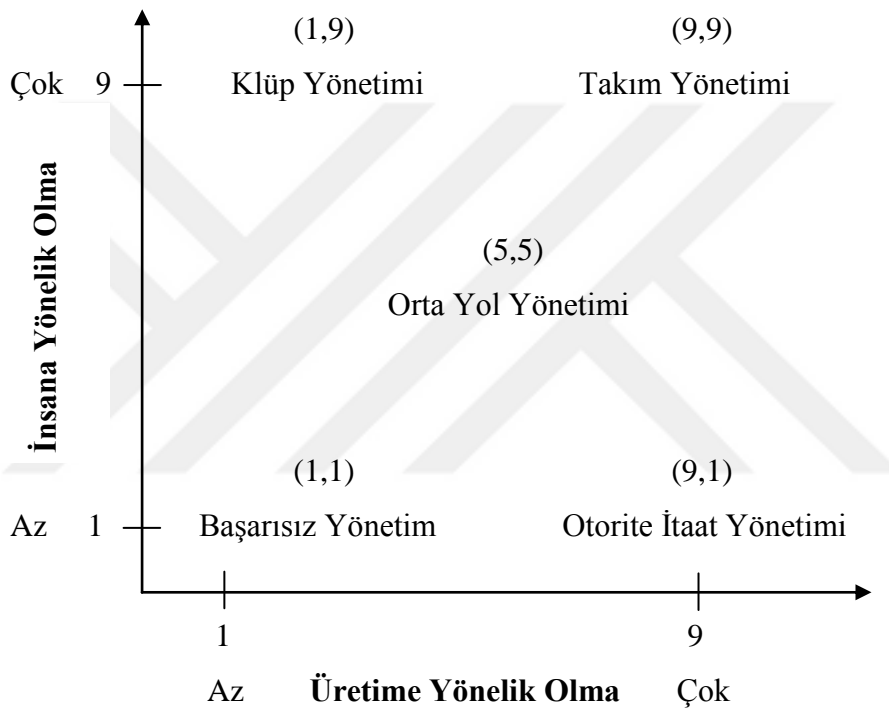 (1,9) (9,9)
Çok 9 Klüp Yönetimi Takım Yönetimi
İnsana Yönelik Olma
(5,5)
Orta Yol Yönetimi
(1,1) (9,1)
Az 1 Başarısız Yönetim Otorite İtaat Yönetimi
1 9
Az Üretime Yönelik Olma Çok